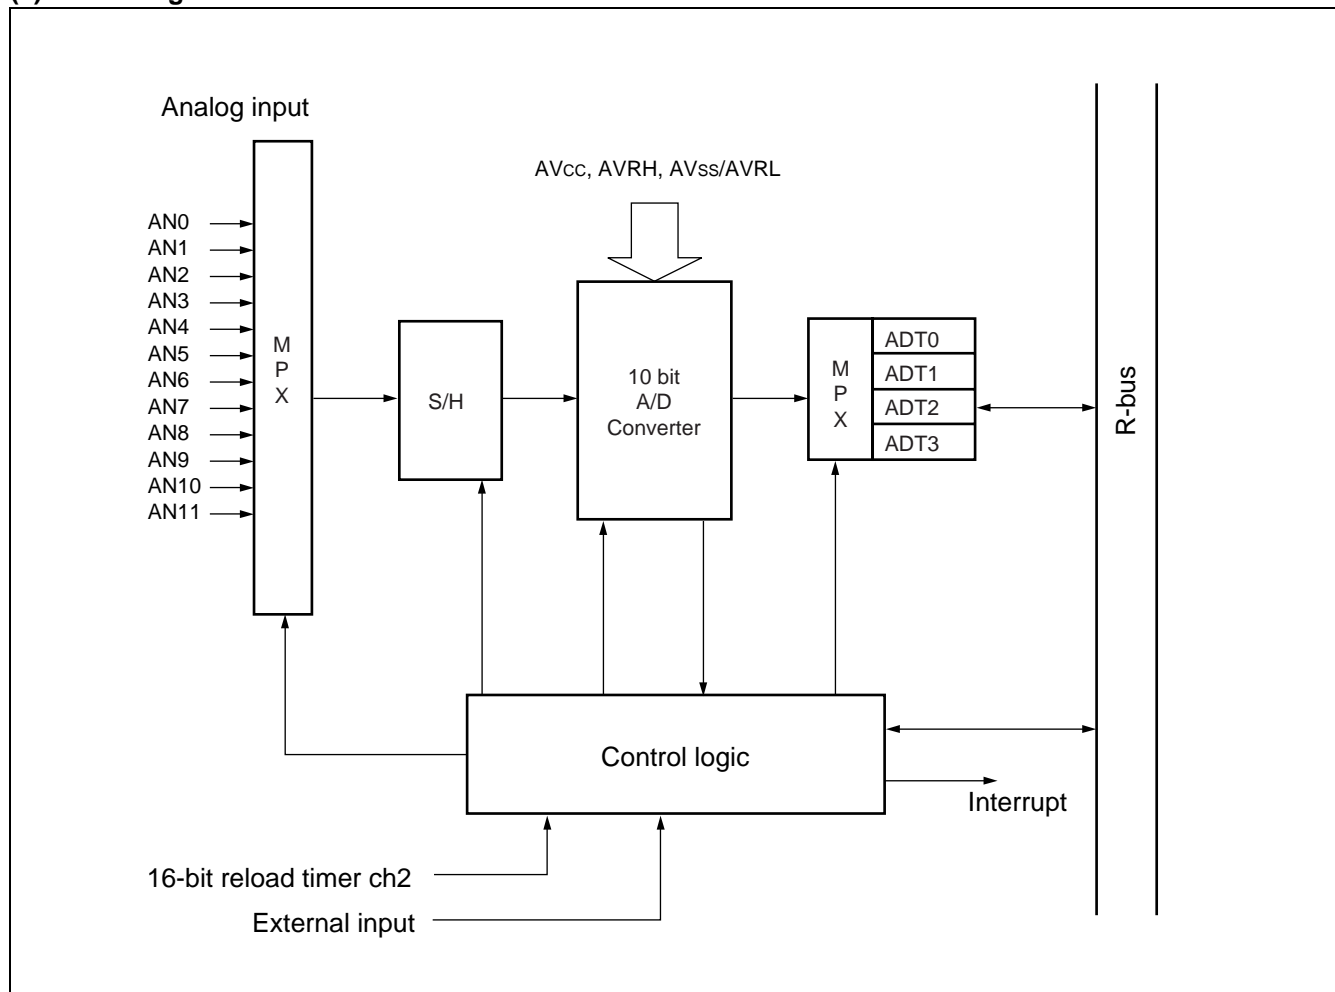 Analog input
AVCC, AVRH, AVSS/AVRL
AN0
AN1
AN2
AN3
AN4
AN5
AN6
AN7
AN8
AN9
AN10
AN11
M
P
X
S/H
10 bit
A/D
Converter
M
P
X
ADT0
ADT1
ADT2
ADT3
R-bus
Control logic
Interrupt
16-bit reload timer ch2
External input